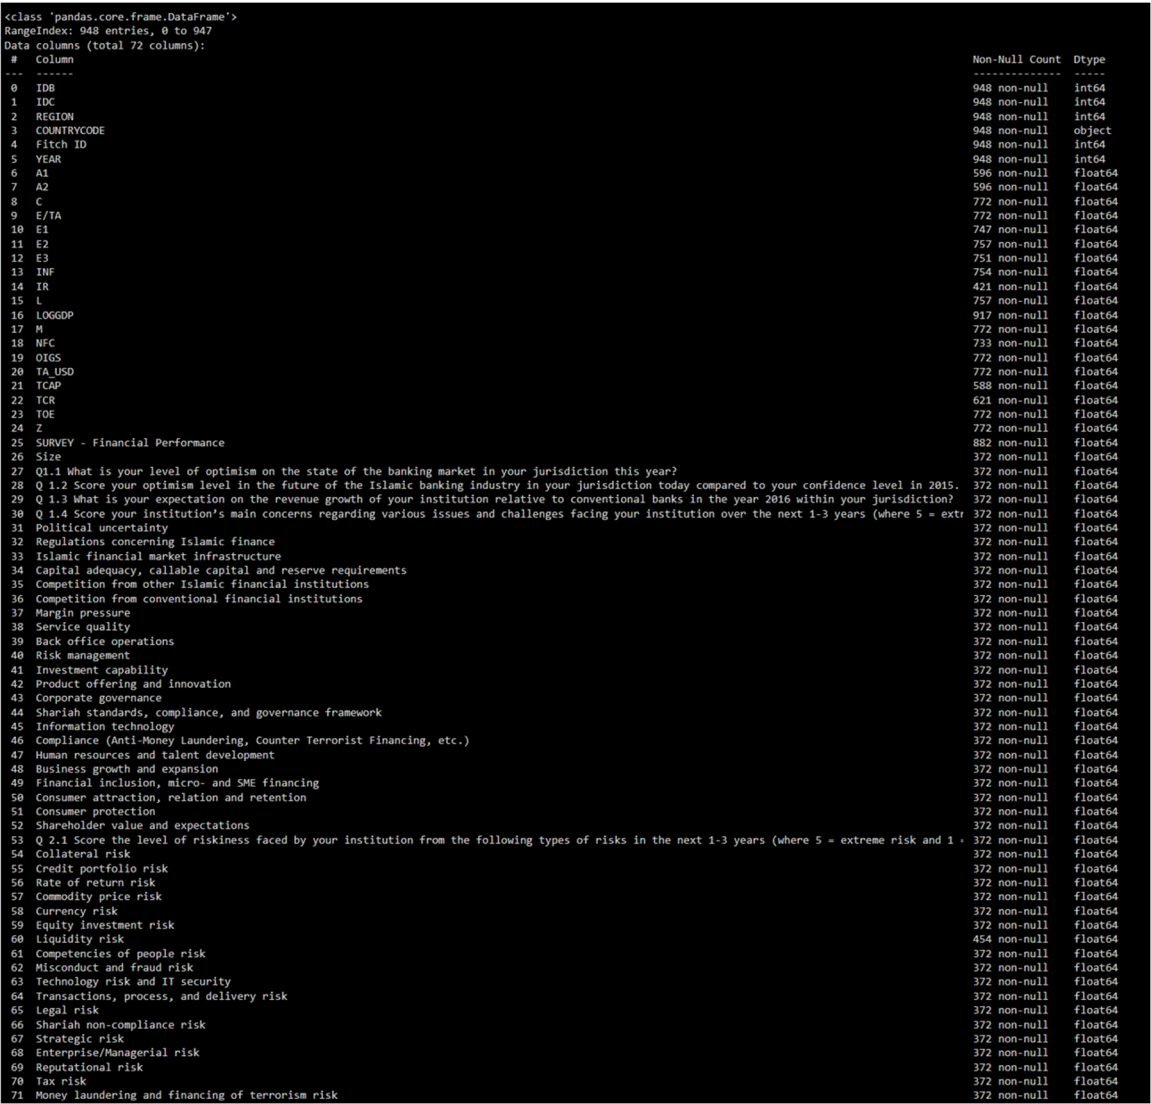 <class 'pandas.core.frame.DataFrame'>
RangeIndex: 948 entries, 0 to 947
Data columns (total 72 columns):
# Column Non-Null Count Dtype
--- ------ -------------- -----
0 IDB 948 non-null int64
1 IDC 948 non-null int64
2 REGION 948 non-null int64
3 COUNTRYCODE 948 non-null object
4 Fitch ID 948 non-null int64
5 YEAR 948 non-null int64
6 A1 596 non-null float64
7 A2 596 non-null float64
8 C 772 non-null float64
9 E/TA 772 non-null float64
10 E1 747 non-null float64
11 E2 757 non-null float64
12 E3 751 non-null float64
13 INF 754 non-null float64
14 IR 421 non-null float64
15 L 757 non-null float64
16 LOGGDP 917 non-null float64
17 M 772 non-null float64
18 NFC 733 non-null float64
19 OIGS 772 non-null float64
20 TA_USD 772 non-null float64
21 TCAP 588 non-null float64
22 TCR 621 non-null float64
23 TOE 772 non-null float64
24 Z 772 non-null float64
25 SURVEY - Financial Performance 882 non-null float64
26 Size 372 non-null float64
27 Q1.1 What is your level of optimism on the state of the banking market in your jurisdiction this year? 372 non-null float64
28 Q 1.2 Score your optimism level in the future of the Islamic banking industry in your jurisdiction today compared to your confidence level in 2015. 372 non-null float64
29 Q 1.3 What is your expectation on the revenue growth of your institution relative to conventional banks in the year 2016 within your jurisdiction? 372 non-null float64
30 Q 1.4 Score your institution’s main concerns regarding various issues and challenges facing your institution over the next 1-3 years (where 5 = extr 372 non-null float64
31 Political uncertainty 372 non-null float64
32 Regulations concerning Islamic finance 372 non-null float64
33 Islamic financial market infrastructure 372 non-null float64
34 Capital adequacy, callable capital and reserve requirements 372 non-null float64
35 Competition from other Islamic financial institutions 372 non-null float64
36 Competition from conventional financial institutions 372 non-null float64
37 Margin pressure 372 non-null float64
38 Service quality 372 non-null float64
39 Back office operations 372 non-null float64
40 Risk management 372 non-null float64
41 Investment capability 372 non-null float64
42 Product offering and innovation 372 non-null float64
43 Corporate governance 372 non-null float64
44 Shariah standards, compliance, and governance framework 372 non-null float64
45 Information technology 372 non-null float64
46 Compliance (Anti-Money Laundering, Counter Terrorist Financing, etc.) 372 non-null float64
47 Human resources and talent development 372 non-null float64
48 Business growth and expansion 372 non-null float64
49 Financial inclusion, micro- and SME financing 372 non-null float64
50 Consumer attraction, relation and retention 372 non-null float64
51 Consumer protection 372 non-null float64
52 Shareholder value and expectations 372 non-null float64
53 Q 2.1 Score the level of riskiness faced by your institution from the following types of risks in the next 1-3 years (where 5 = extreme risk and 1 = 372 non-null float64
54 Collateral risk 372 non-null float64
55 Credit portfolio risk 372 non-null float64
56 Rate of return risk 372 non-null float64
57 Commodity price risk 372 non-null float64
58 Currency risk 372 non-null float64
59 Equity investment risk 372 non-null float64
60 Liquidity risk 454 non-null float64
61 Competencies of people risk 372 non-null float64
62 Misconduct and fraud risk 372 non-null float64
63 Technology risk and IT security 372 non-null float64
64 Transactions, process, and delivery risk 372 non-null float64
65 Legal risk 372 non-null float64
66 Shariah non-compliance risk 372 non-null float64
67 Strategic risk 372 non-null float64
68 Enterprise/Managerial risk 372 non-null float64
69 Reputational risk 372 non-null float64
70 Tax risk 372 non-null float64
71 Money laundering and financing of terrorism risk 372 non-null float64